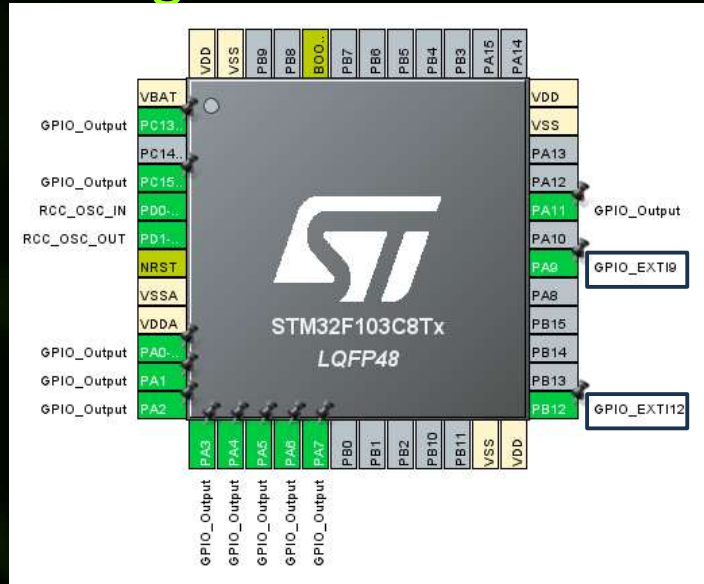 VDD
VSS
PB9
PB8
BOO..
PB7
PB6
PB5
PB4
PB3
PA15
PA14
VBAT
GPIO_Output PC13..
PC14..
GPIO_Output PC15..
RCC_OSC_IN PD0-..
RCC_OSC_OUT PD1-..
NRST
VSSA
VDDA
GPIO_Output PA0-..
GPIO_Output PA1
GPIO_Output PA2
ST
STM32F103C8Tx
LQFP48
VDD
VSS
PA13
PA12
PA11 GPIO_Output
PA10
PA9 GPIO_EXTI9
PA8
PB15
PB14
PB13
PB12 GPIO_EXTI12
PA3
PA4
PA5
PA6
PA7
PB0
PB1
PB2
PB10
PB11
VSS
VDD
GPIO_Output
GPIO_Output
GPIO_Output
GPIO_Output
GPIO_Output